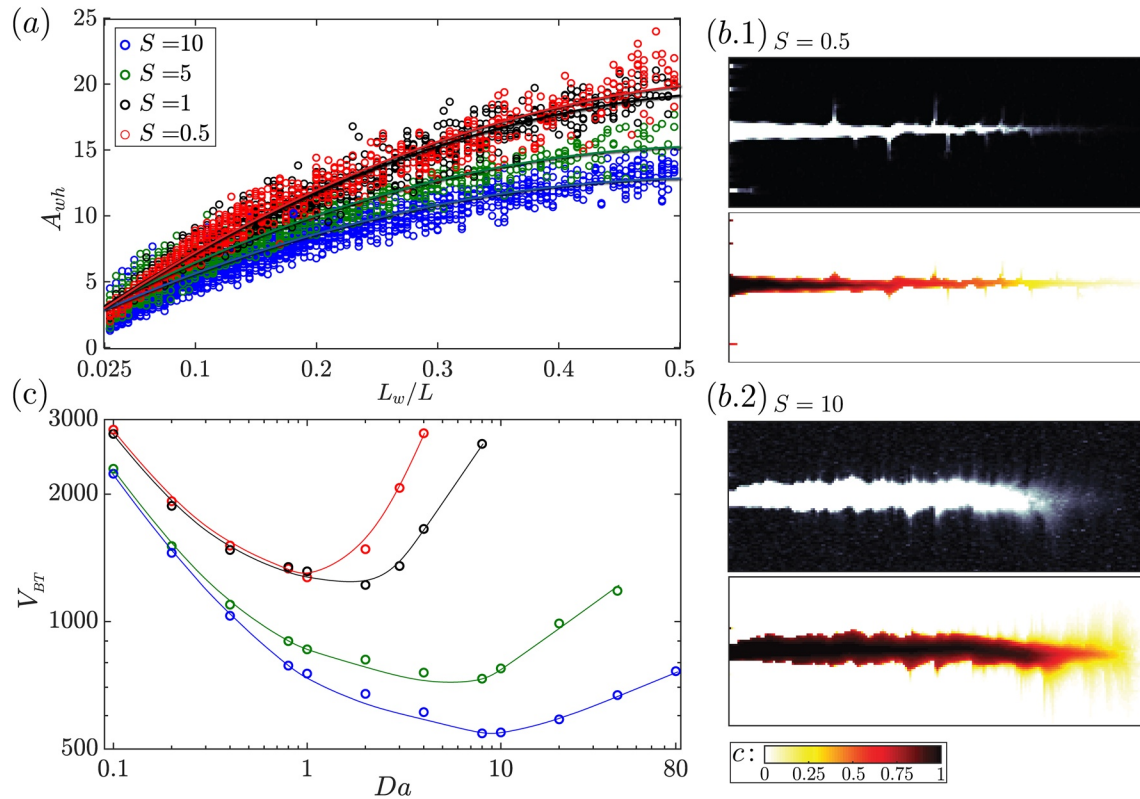 (a)
25
20
15
10
5
0
A_wh
S =10
S =5
S =1
S =0.5
0.025 0.1 0.2 0.3 0.4 0.5
L_w/L
(b.1) S = 0.5
(c)
3000
2000
1000
500
V_BT
0.1 1 10 80
Da
(b.2) S = 10
c:
0 0.25 0.5 0.75 1